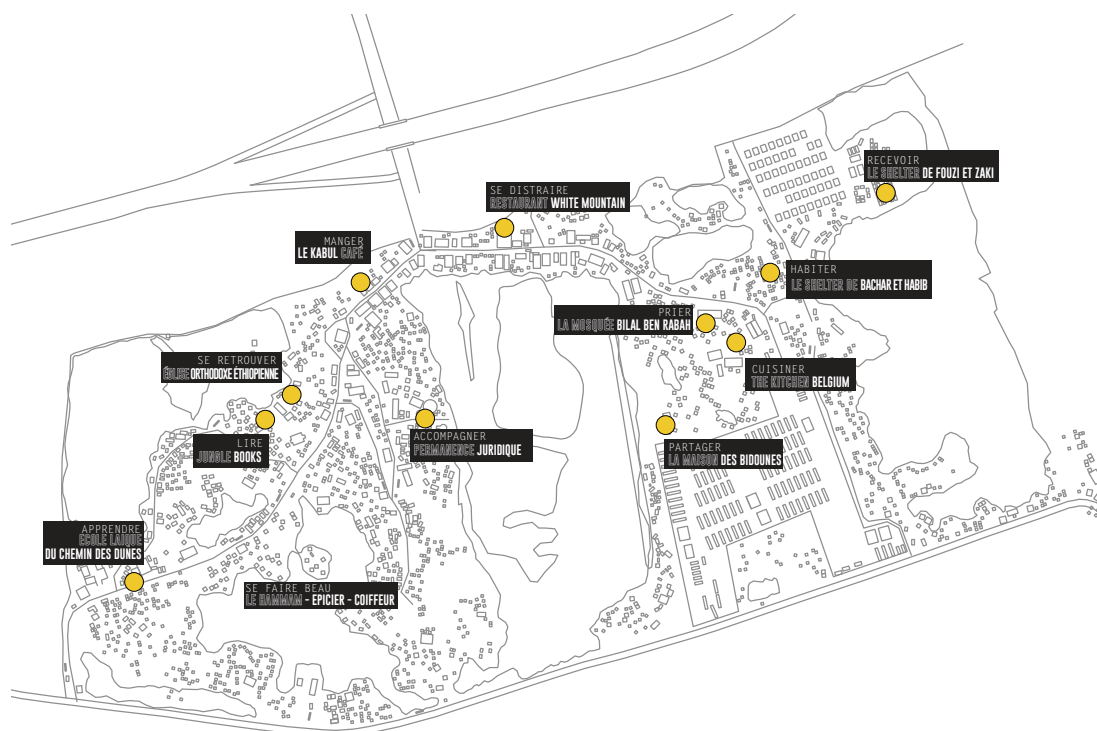 RECEVOIR
LE SHELTER DE FOUZI ET ZAKI
SE DISTRAIRE
RESTAURANT WHITE MOUNTAIN
MANGER
LE KABUL CAFÉ
HABITER
LE SHELTER DE BACHAR ET HABIB
PRIER
LA MOSQUÉE BILAL BEN RABAH
SE RETROUVER
ÉGLISE ORTHODOXE ÉTHIOPIENNE
CUISINER
THE KITCHEN BELGIUM
LIRE
JUNGLE BOOKS
ACCOMPAGNER
PERMANENCE JURIDIQUE
PARTAGER
LA MAISON DES BIDOUNES
APPRENDRE
ÉCOLE LAIQUE
DU CHEMIN DES DUNES
SE FAIRE BEAU
LE HAMMAM - EPICIER - COIFFEUR